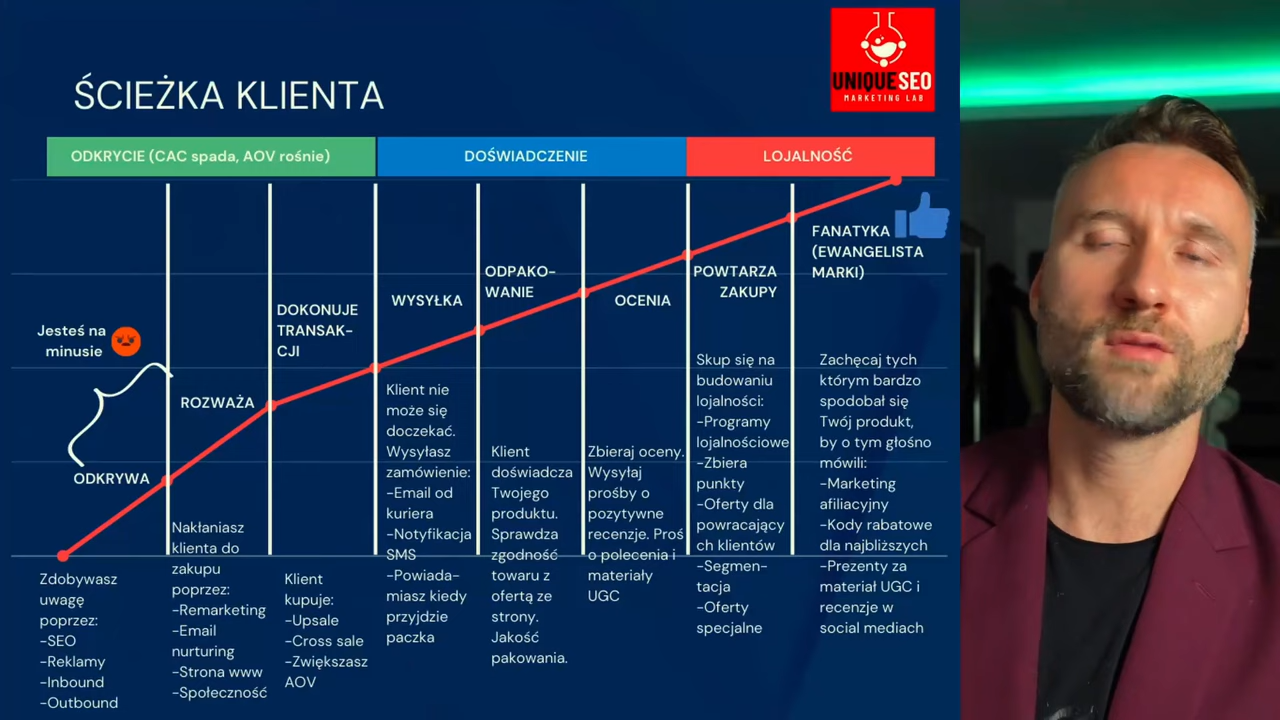 ŚCIEŻKA KLIENTA
UNIQUESEO
MARKETING LAB
ODKRYCIE (CAC spada, AOV rośnie)
DOŚWIADCZENIE
LOJALNOŚĆ
Jesteś na
minusie
ODKRYWA
Zdobywasz
uwagę
poprzez:
-SEO
-Reklamy
-Inbound
-Outbound
ROZWAŻA
Nakłaniasz
klienta do
zakupu
poprzez:
-Remarketing
-Email
nurturing
-Strona www
-Społeczność
DOKONUJE
TRANSAK-
CJI
Klient
kupuje:
-Upsale
-Cross sale
-Zwiększasz
AOV
WYSYŁKA
Klient nie
może się
doczekać.
Wysyłasz
zamówienie:
-Email od
kuriera
-Notyfikacja
SMS
-Powiada-
miasz kiedy
przyjdzie
paczka
ODPAKO-
WANIE
Klient
doświadcza
Twojego
produktu.
Sprawdza
zgodność
towaru z
ofertą ze
strony.
Jakość
pakowania.
OCENIA
Zbieraj oceny.
Wysyłaj
prośby o
pozytywne
recenzje. Proś
o polecenia i
materiały
UGC
POWTARZA
ZAKUPY
Skup się na
budowaniu
lojalności:
-Programy
lojalnościowe
-Zbiera
punkty
-Oferty dla
powracający
ch klientów
-Segmen-
tacja
-Oferty
specjalne
FANATYKA
(EWANGELISTA
MARKI)
Zachęcaj tych
którym bardzo
spodobał się
Twój produkt,
by o tym głośno
mówili:
-Marketing
afiliacyjny
-Kody rabatowe
dla najbliższych
-Prezenty za
materiał UGC i
recenzje w
social mediach